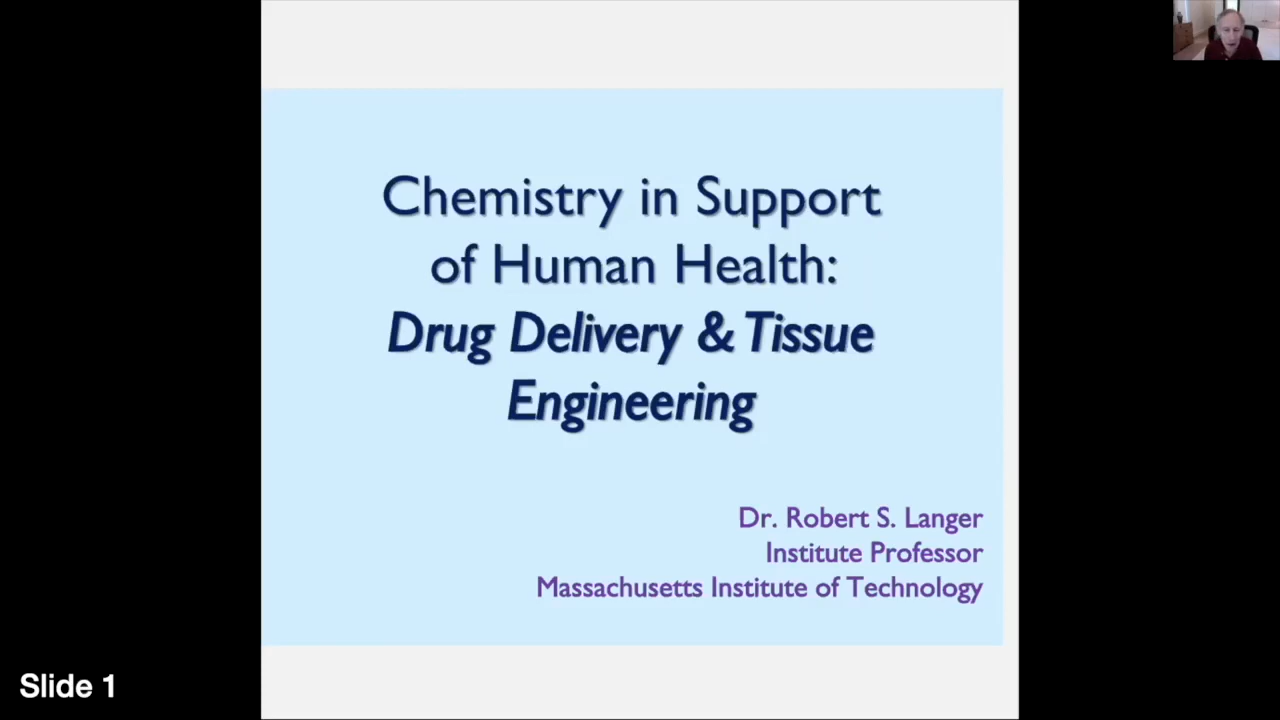 Chemistry in Support
of Human Health:
Drug Delivery & Tissue
Engineering
Dr. Robert S. Langer
Institute Professor
Massachusetts Institute of Technology
Slide 1